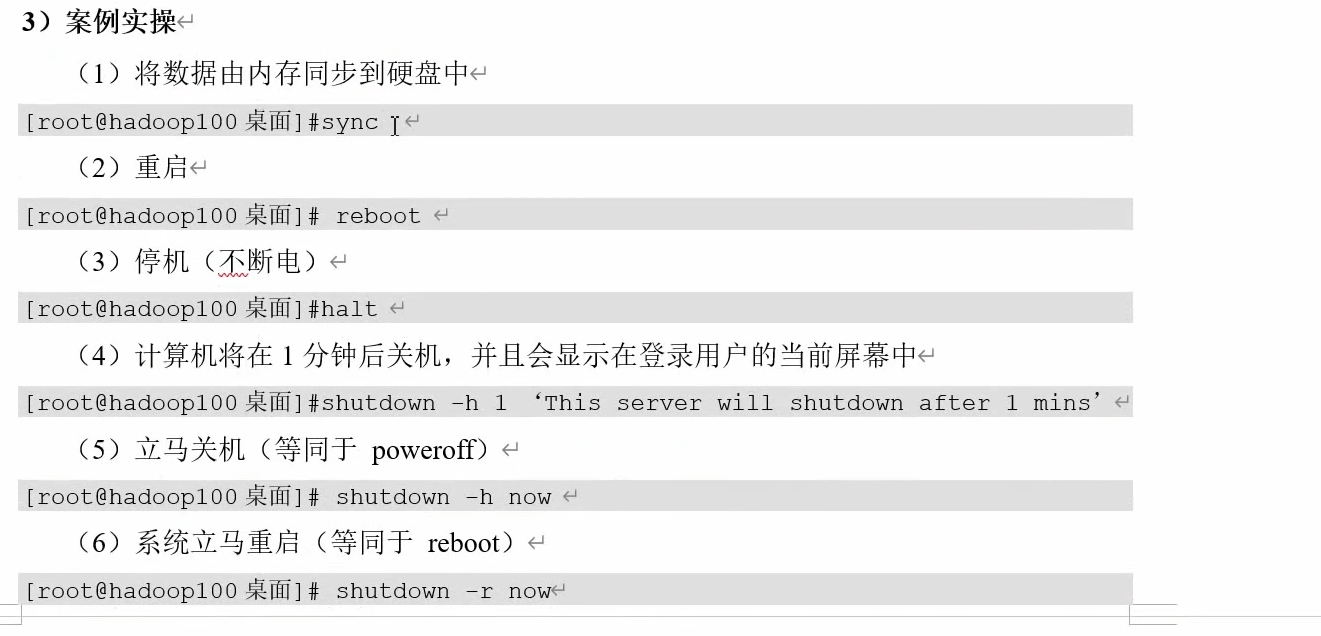 3）案例实操
（1）将数据由内存同步到硬盘中
[root@hadoop100 桌面]#sync
（2）重启
[root@hadoop100 桌面]# reboot
（3）停机（不断电）
[root@hadoop100 桌面]#halt
（4）计算机将在 1 分钟后关机，并且会显示在登录用户的当前屏幕中
[root@hadoop100 桌面]#shutdown -h 1 ‘This server will shutdown after 1 mins’
（5）立马关机（等同于 poweroff）
[root@hadoop100 桌面]# shutdown -h now
（6）系统立马重启（等同于 reboot）
[root@hadoop100 桌面]# shutdown -r now